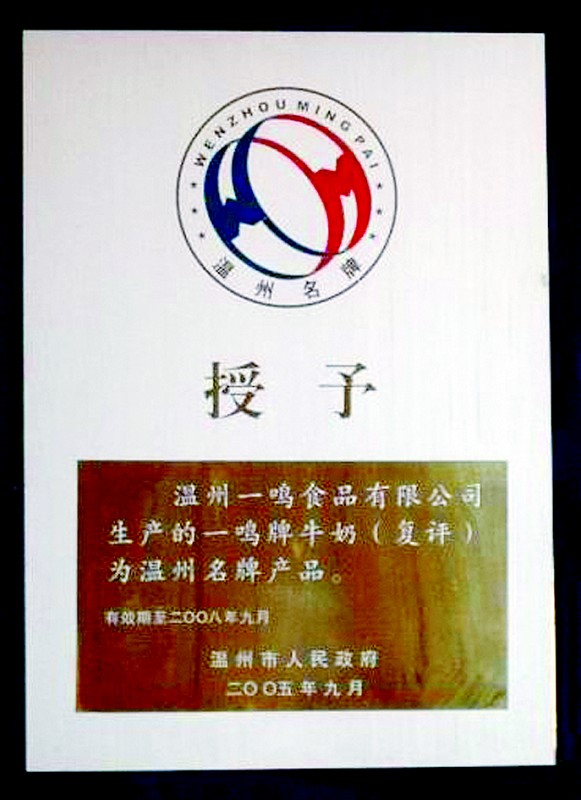 WENZHOU MING PAI
温州名牌
授予
温州一鸣食品有限公司
生产的一鸣牌牛奶（复评）
为温州名牌产品。
有效期至二〇〇八年九月
温州市人民政府
二〇〇五年九月